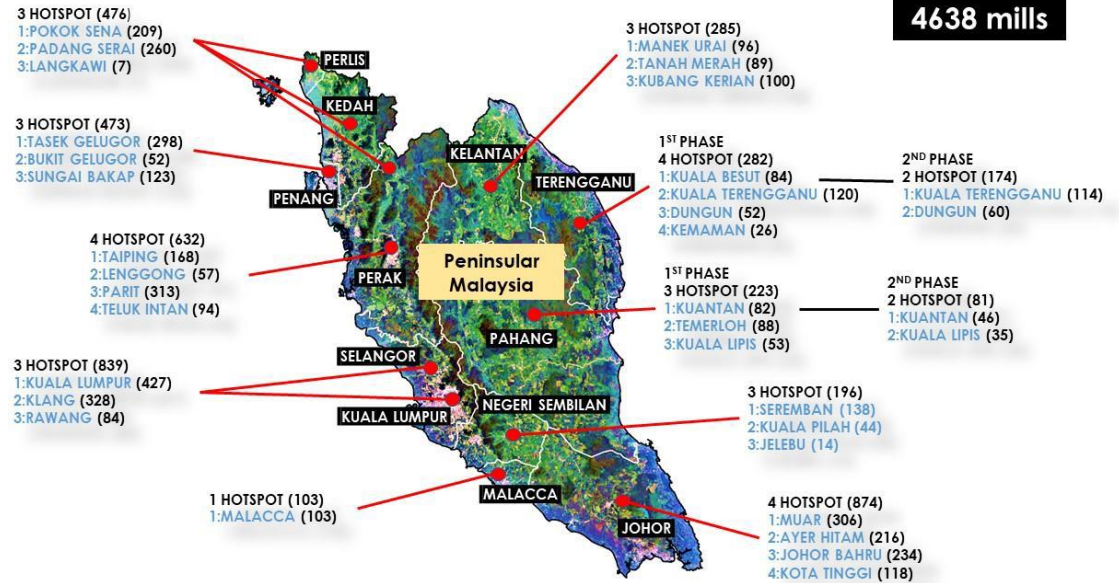 4638 mills
3 HOTSPOT (476)
1:POKOK SENA (209)
2:PADANG SERAI (260)
3:LANGKAWI (7)
3 HOTSPOT (285)
1:MANEK URAI (96)
2:TANAH MERAH (89)
3:KUBANG KERIAN (100)
PERLIS
KEDAH
3 HOTSPOT (473)
1:TASEK GELUGOR (298)
2:BUKIT GELUGOR (52)
3:SUNGAI BAKAP (123)
PENANG
KELANTAN
TERENGGANU
1ST PHASE
4 HOTSPOT (282)
1:KUALA BESUT (84)
2:KUALA TERENGGANU (120)
3:DUNGUN (52)
4:KEMAMAN (26)
2ND PHASE
2 HOTSPOT (174)
1:KUALA TERENGGANU (114)
2:DUNGUN (60)
4 HOTSPOT (632)
1:TAIPING (168)
2:LENGGONG (57)
3:PARIT (313)
4:TELUK INTAN (94)
PERAK
Peninsular
Malaysia
1ST PHASE
3 HOTSPOT (223)
1:KUANTAN (82)
2:TEMERLOH (88)
3:KUALA LIPIS (53)
2ND PHASE
2 HOTSPOT (81)
1:KUANTAN (46)
2:KUALA LIPIS (35)
PAHANG
SELANGOR
3 HOTSPOT (839)
1:KUALA LUMPUR (427)
2:KLANG (328)
3:RAWANG (84)
KUALA LUMPUR
NEGERI SEMBILAN
3 HOTSPOT (196)
1:SEREMBAN (138)
2:KUALA PILAH (44)
3:JELEBU (14)
1 HOTSPOT (103)
1:MALACCA (103)
MALACCA
JOHOR
4 HOTSPOT (874)
1:MUAR (306)
2:AYER HITAM (216)
3:JOHOR BAHRU (234)
4:KOTA TINGGI (118)